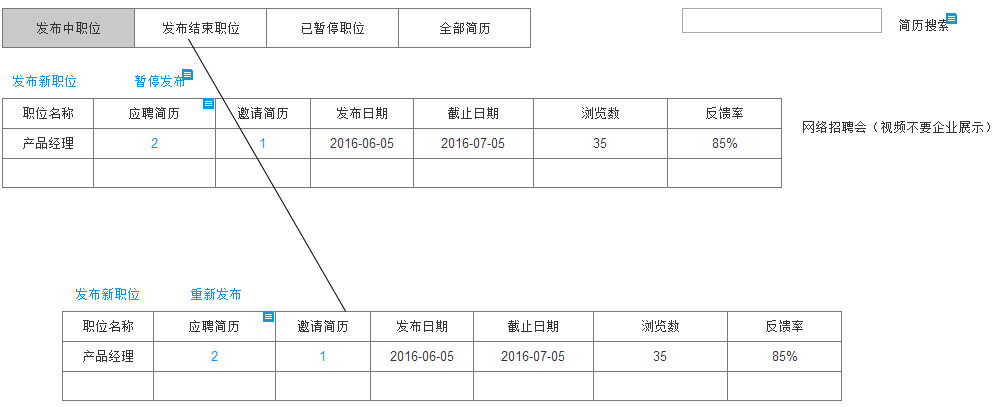 发布中职位 发布结束职位 已暂停职位 全部简历 简历搜索
发布新职位 暂停发布
职位名称 应聘简历 邀请简历 发布日期 截止日期 浏览数 反馈率
网络招聘会（视频不要企业展示）
产品经理 2 1 2016-06-05 2016-07-05 35 85%
发布新职位 重新发布
职位名称 应聘简历 邀请简历 发布日期 截止日期 浏览数 反馈率
产品经理 2 1 2016-06-05 2016-07-05 35 85%